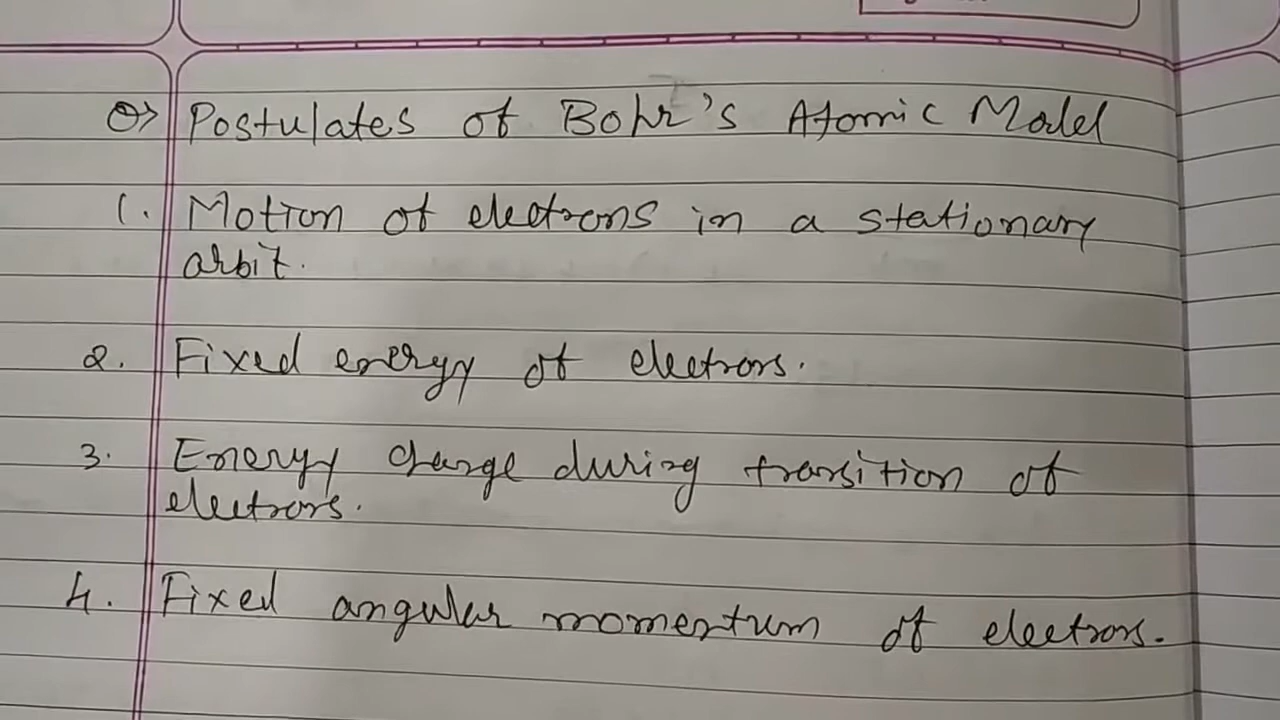 Q> Postulates of Bohr's Atomic Model
1. Motion of electrons in a stationary
orbit.
2. Fixed energy of electrons.
3. Energy change during transition of
electrons.
4. Fixed angular momentum of electrons.